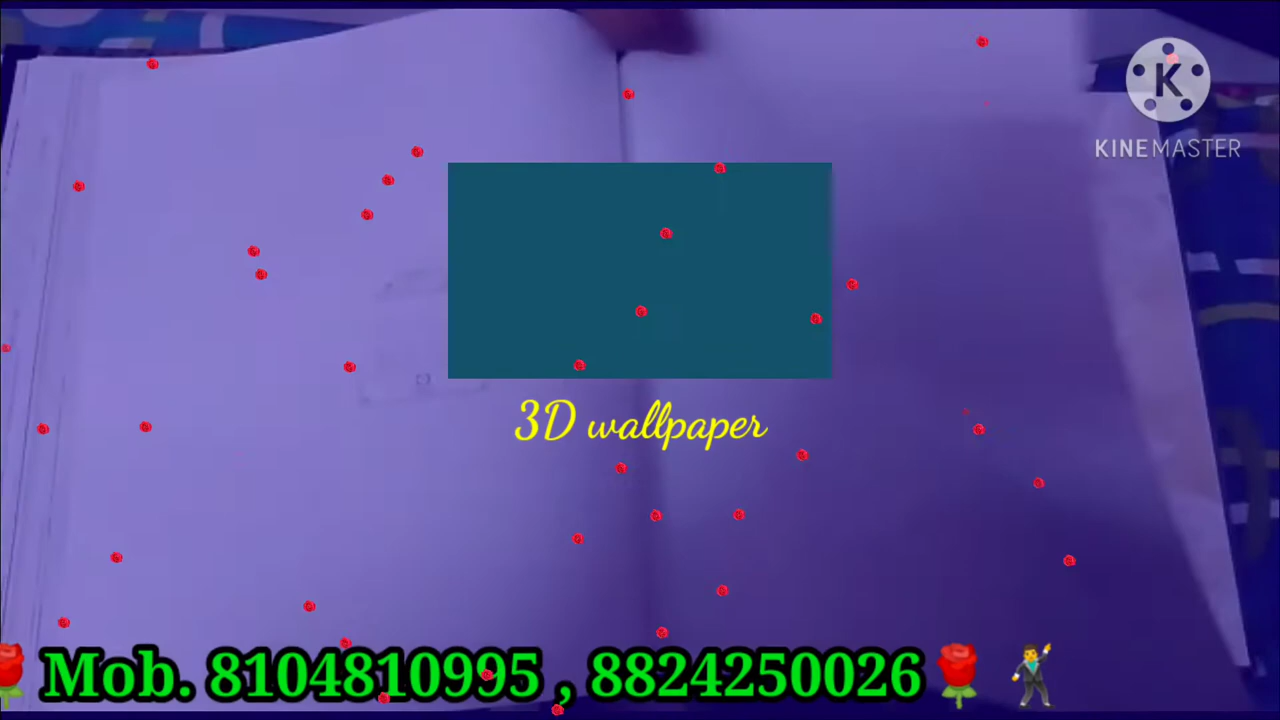 K
KINEMASTER
3D wallpaper
🌹 Mob. 8104810995 , 8824250026 🌹 🕺